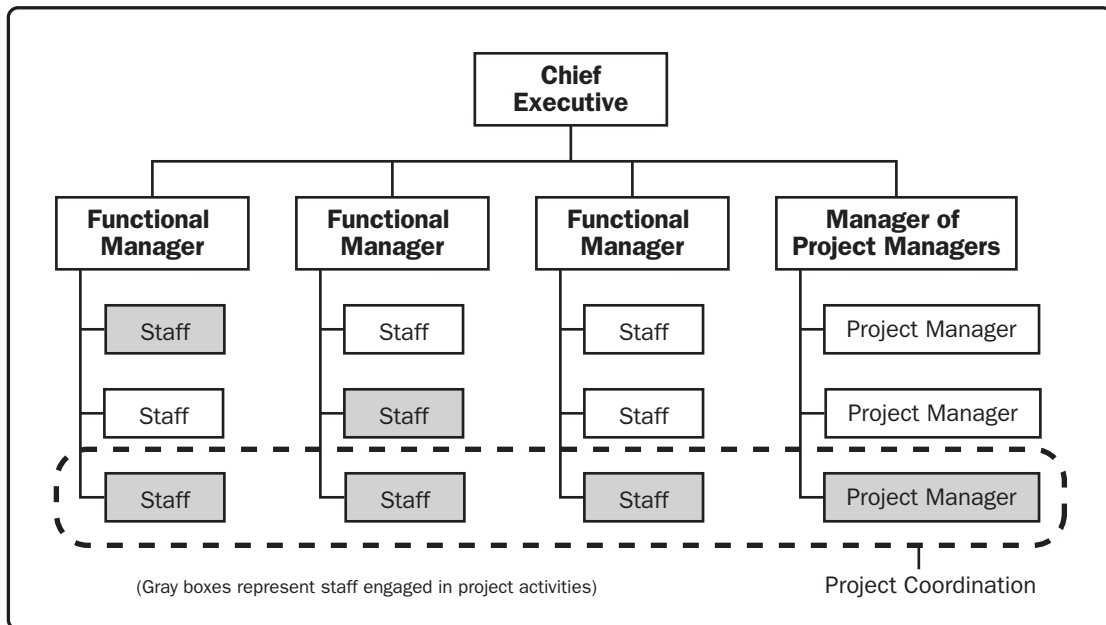 Chief
Executive
Functional
Manager
Functional
Manager
Functional
Manager
Manager of
Project Managers
Staff
Staff
Staff
Project Manager
Staff
Staff
Staff
Project Manager
Staff
Staff
Staff
Project Manager
(Gray boxes represent staff engaged in project activities)
Project Coordination